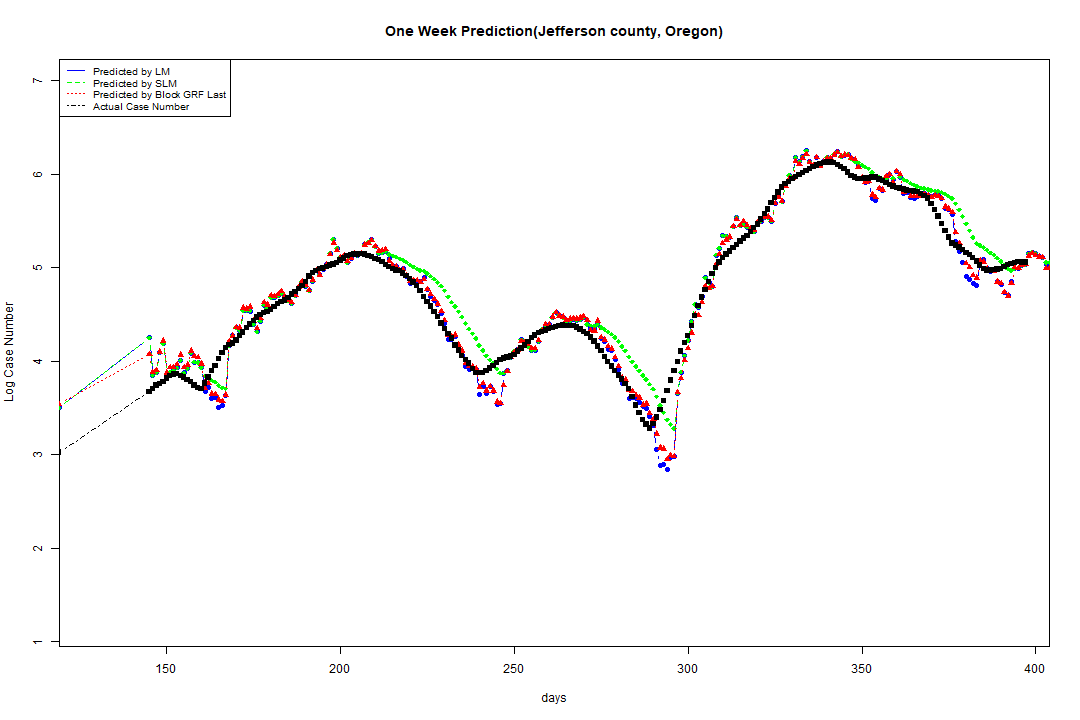 One Week Prediction(Jefferson county, Oregon)
Predicted by LM
Predicted by SLM
Predicted by Block GRF Last
Actual Case Number
7
6
5
4
3
2
1
Log Case Number
150 200 250 300 350 400
days